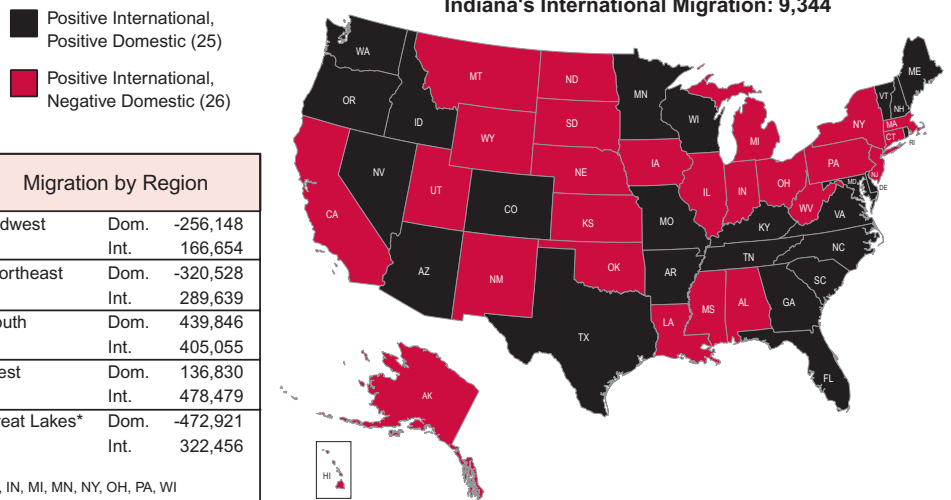 Indiana's International Migration: 9,344
Positive International,
Positive Domestic (25)
Positive International,
Negative Domestic (26)
Migration by Region
dwest Dom. -256,148
Int. 166,654
ortheast Dom. -320,528
Int. 289,639
outh Dom. 439,846
Int. 405,055
est Dom. 136,830
Int. 478,479
reat Lakes* Dom. -472,921
Int. 322,456
, IN, MI, MN, NY, OH, PA, WI
WA
OR
ID
MT
ND
MN
WI
MI
NY
VT
NH
ME
MA
CT
RI
SD
WY
NE
IA
IL
IN
OH
PA
NJ
MD
DE
WV
VA
CA
NV
UT
CO
KS
MO
KY
NC
TN
SC
AZ
NM
OK
AR
MS
AL
GA
LA
TX
FL
AK
HI